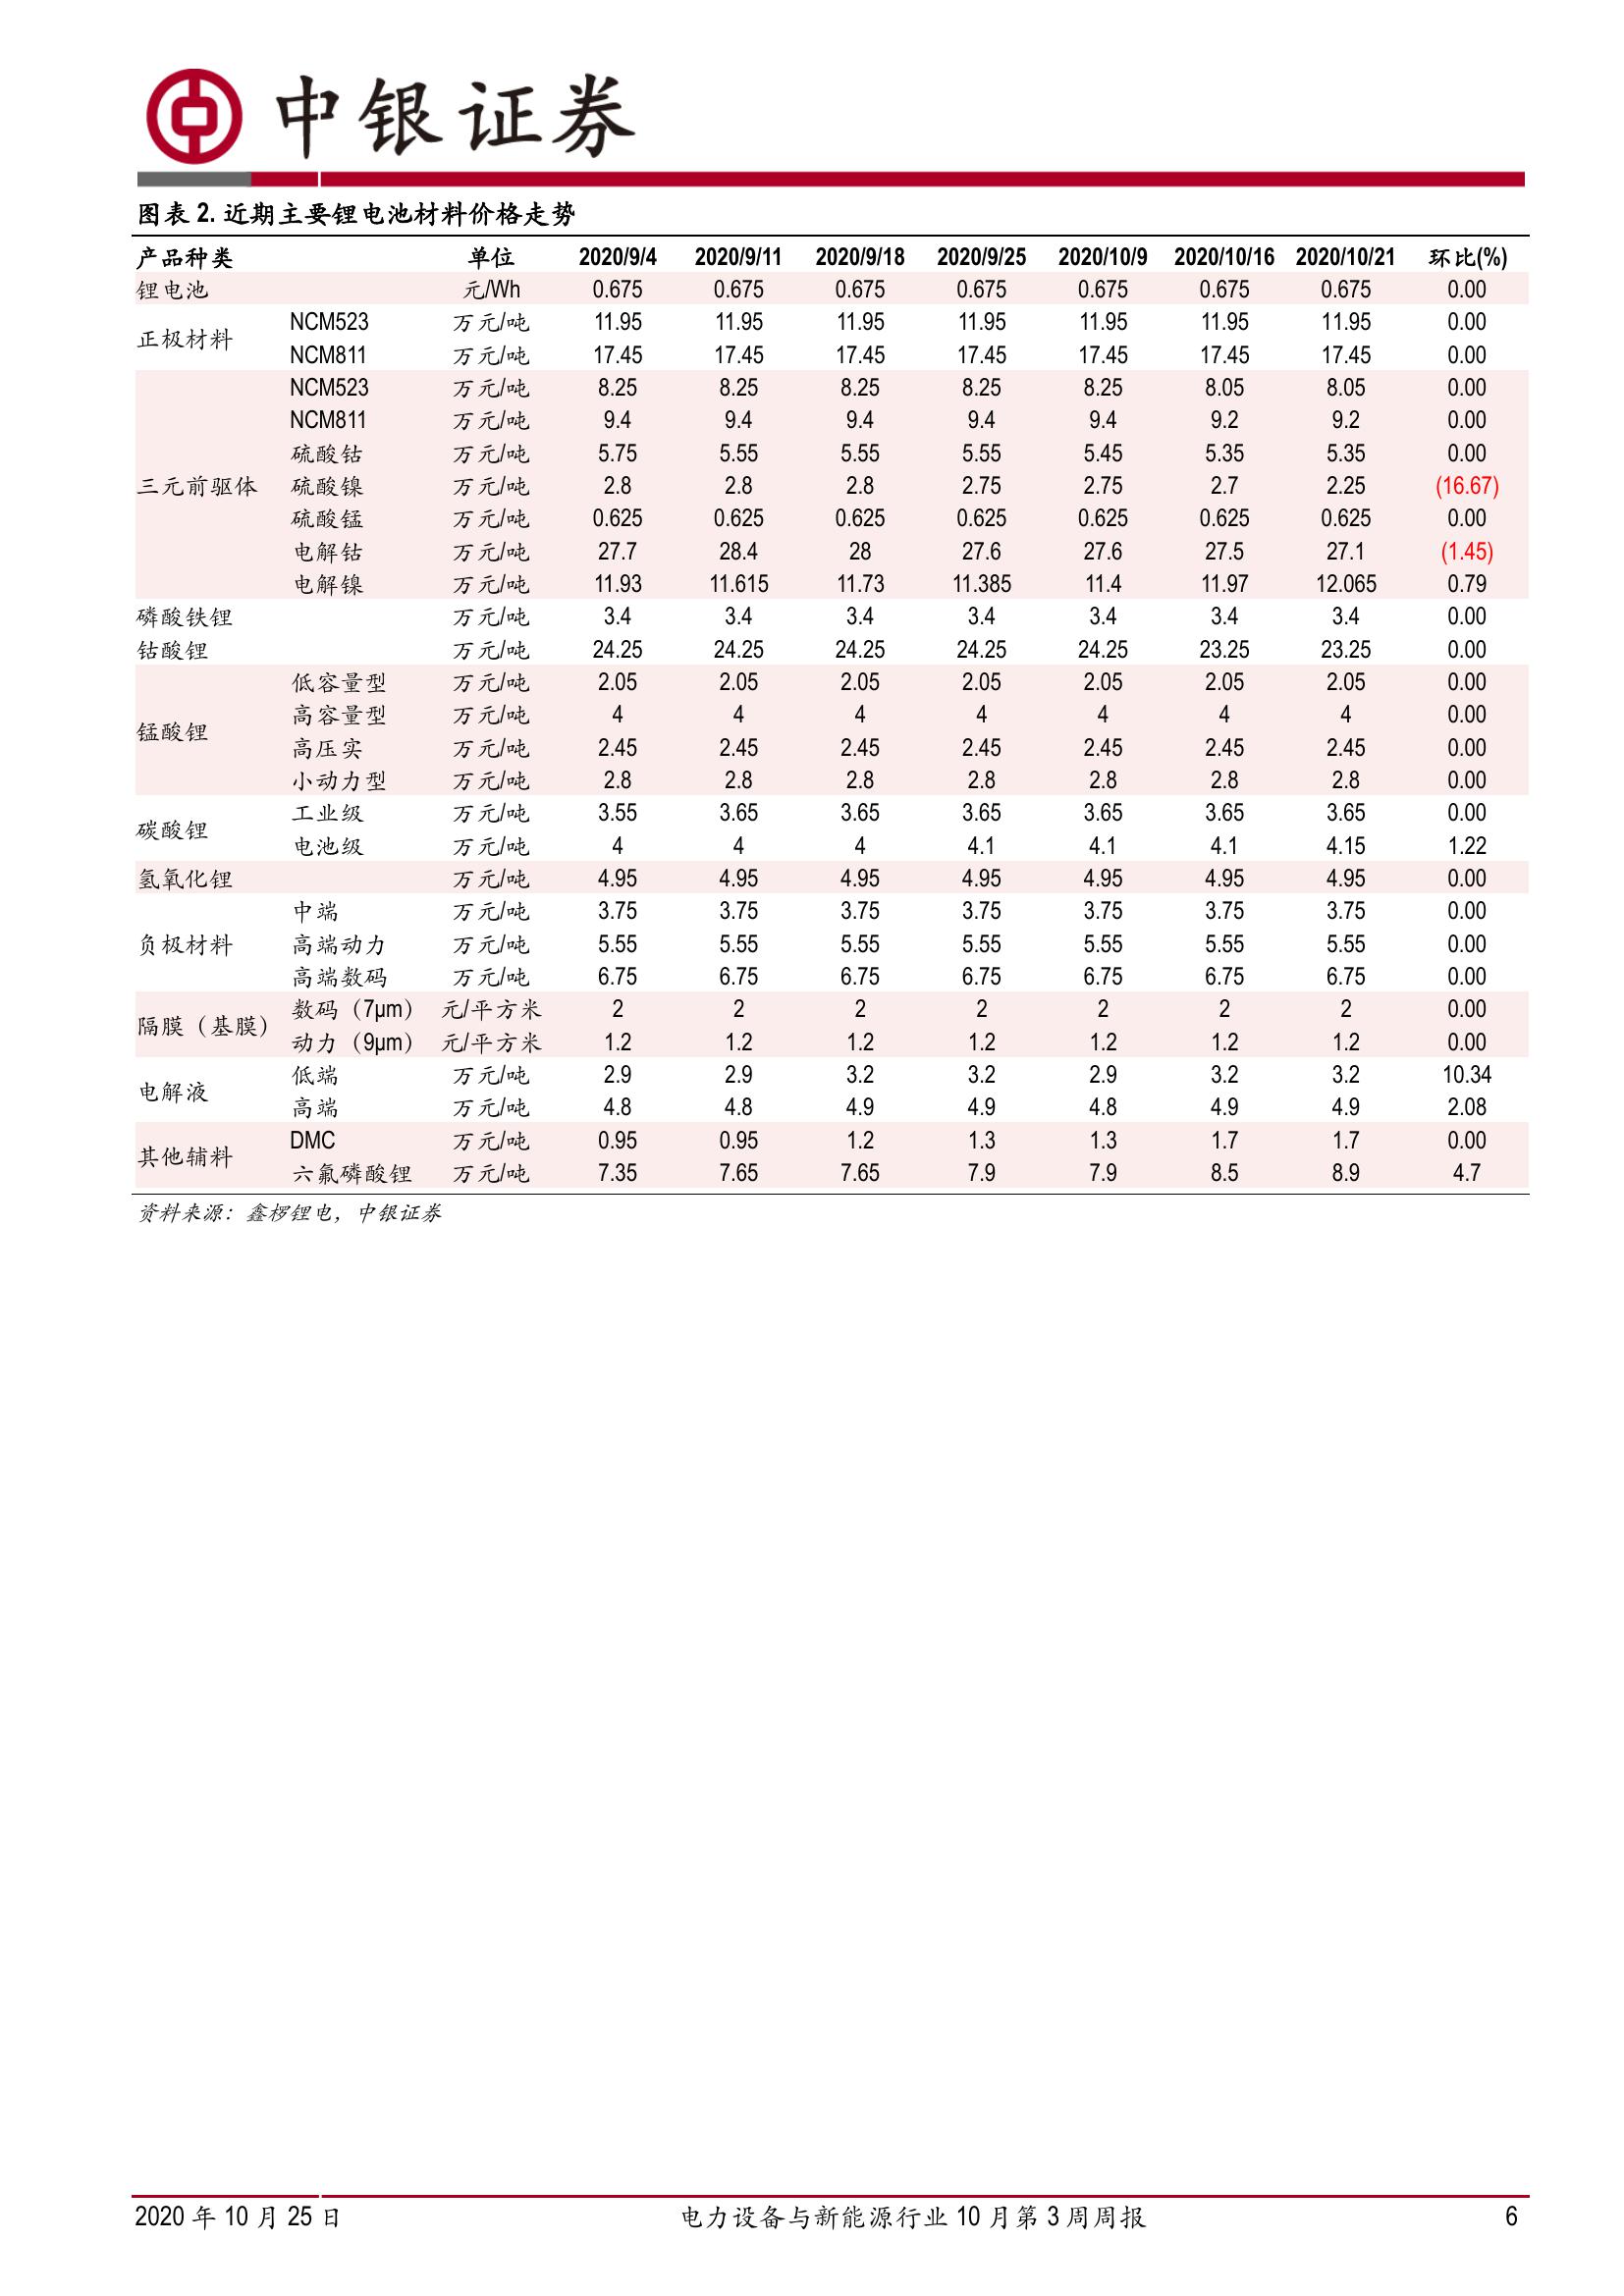 中银证券
图表 2. 近期主要锂电池材料价格走势
产品种类 单位 2020/9/4 2020/9/11 2020/9/18 2020/9/25 2020/10/9 2020/10/16 2020/10/21 环比(%)
锂电池 元/Wh 0.675 0.675 0.675 0.675 0.675 0.675 0.675 0.00
正极材料 NCM523 万元/吨 11.95 11.95 11.95 11.95 11.95 11.95 11.95 0.00
NCM811 万元/吨 17.45 17.45 17.45 17.45 17.45 17.45 17.45 0.00
三元前驱体 NCM523 万元/吨 8.25 8.25 8.25 8.25 8.25 8.05 8.05 0.00
NCM811 万元/吨 9.4 9.4 9.4 9.4 9.4 9.2 9.2 0.00
硫酸钴 万元/吨 5.75 5.55 5.55 5.55 5.45 5.35 5.35 0.00
硫酸镍 万元/吨 2.8 2.8 2.8 2.75 2.75 2.7 2.25 (16.67)
硫酸锰 万元/吨 0.625 0.625 0.625 0.625 0.625 0.625 0.625 0.00
电解钴 万元/吨 27.7 28.4 28 27.6 27.6 27.5 27.1 (1.45)
电解镍 万元/吨 11.93 11.615 11.73 11.385 11.4 11.97 12.065 0.79
磷酸铁锂 万元/吨 3.4 3.4 3.4 3.4 3.4 3.4 3.4 0.00
钴酸锂 万元/吨 24.25 24.25 24.25 24.25 24.25 23.25 23.25 0.00
锰酸锂 低容量型 万元/吨 2.05 2.05 2.05 2.05 2.05 2.05 2.05 0.00
高容量型 万元/吨 4 4 4 4 4 4 4 0.00
高压实 万元/吨 2.45 2.45 2.45 2.45 2.45 2.45 2.45 0.00
小动力型 万元/吨 2.8 2.8 2.8 2.8 2.8 2.8 2.8 0.00
碳酸锂 工业级 万元/吨 3.55 3.65 3.65 3.65 3.65 3.65 3.65 0.00
电池级 万元/吨 4 4 4 4.1 4.1 4.1 4.15 1.22
氢氧化锂 万元/吨 4.95 4.95 4.95 4.95 4.95 4.95 4.95 0.00
负极材料 中端 万元/吨 3.75 3.75 3.75 3.75 3.75 3.75 3.75 0.00
高端动力 万元/吨 5.55 5.55 5.55 5.55 5.55 5.55 5.55 0.00
高端数码 万元/吨 6.75 6.75 6.75 6.75 6.75 6.75 6.75 0.00
隔膜（基膜） 数码（7μm） 元/平方米 2 2 2 2 2 2 2 0.00
动力（9μm） 元/平方米 1.2 1.2 1.2 1.2 1.2 1.2 1.2 0.00
电解液 低端 万元/吨 2.9 2.9 3.2 3.2 2.9 3.2 3.2 10.34
高端 万元/吨 4.8 4.8 4.9 4.9 4.8 4.9 4.9 2.08
其他辅料 DMC 万元/吨 0.95 0.95 1.2 1.3 1.3 1.7 1.7 0.00
六氟磷酸锂 万元/吨 7.35 7.65 7.65 7.9 7.9 8.5 8.9 4.7
资料来源：鑫椤锂电，中银证券
2020 年 10 月 25 日 电力设备与新能源行业 10 月第 3 周周报 6